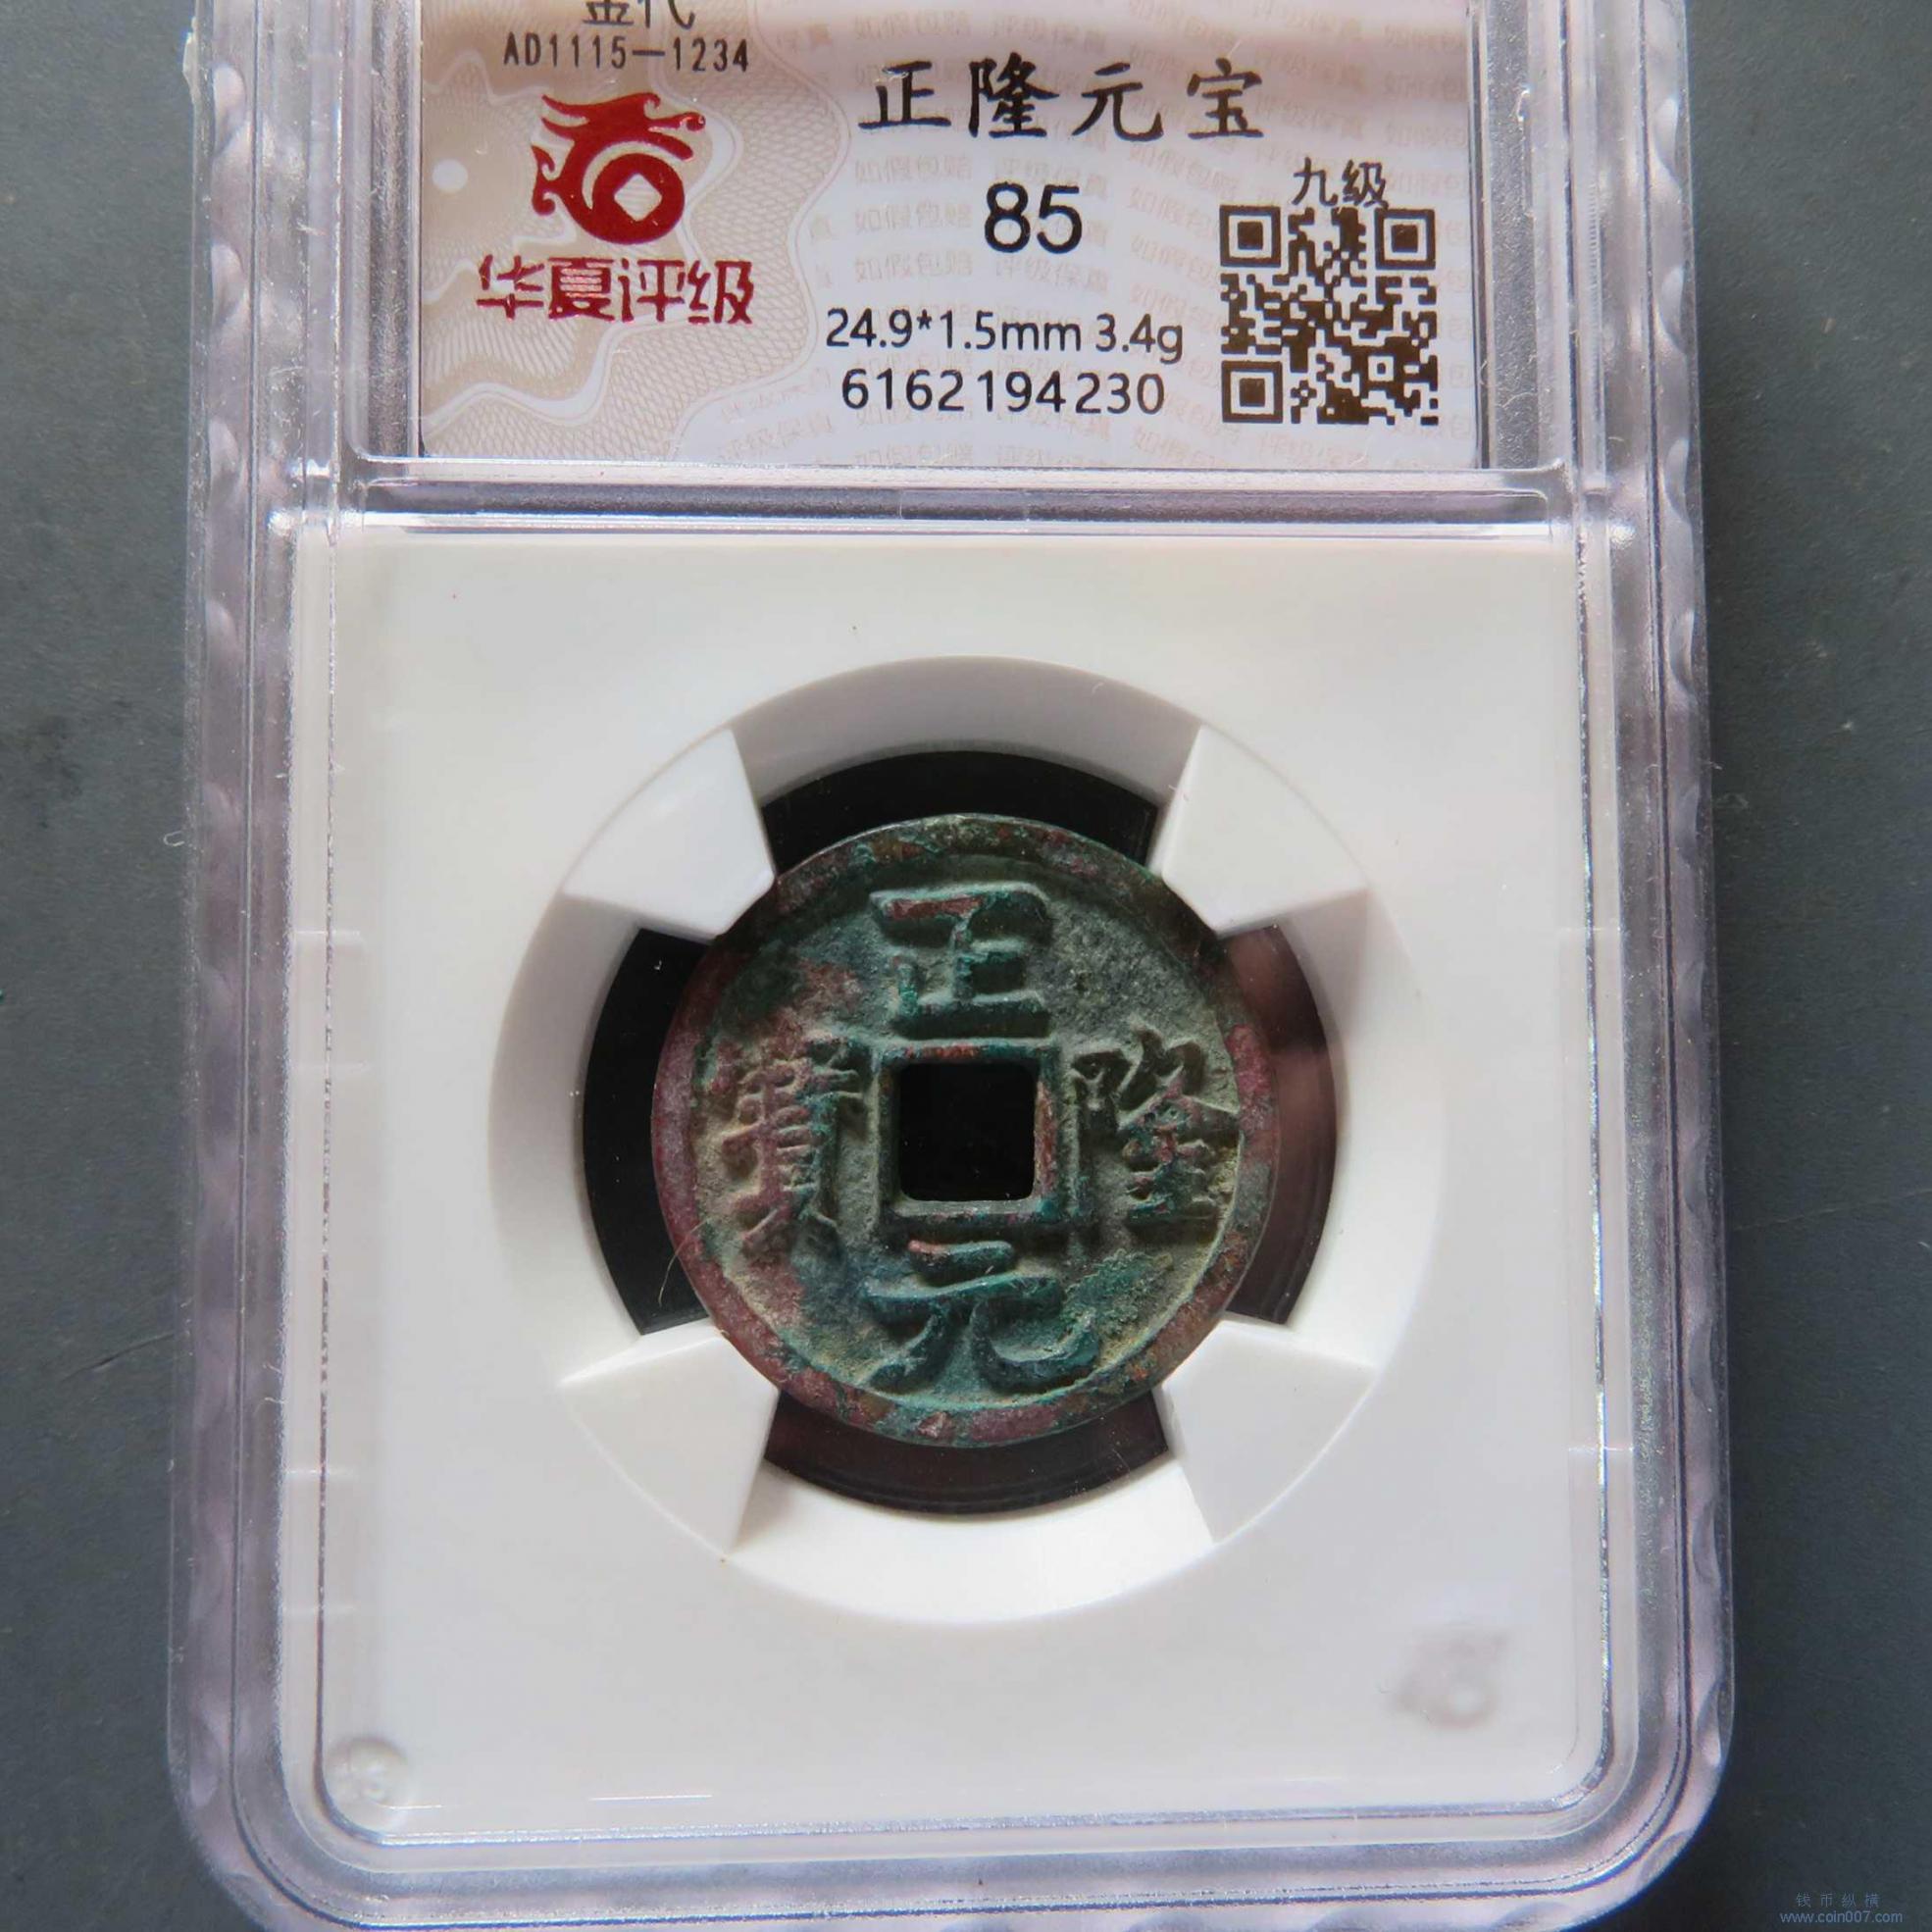 金代
AD1115—1234
华夏评级
正隆元宝
85
九级
24.9*1.5mm 3.4g
6162194230
正
隆
元
寳
钱币纵横
www.coin007.com